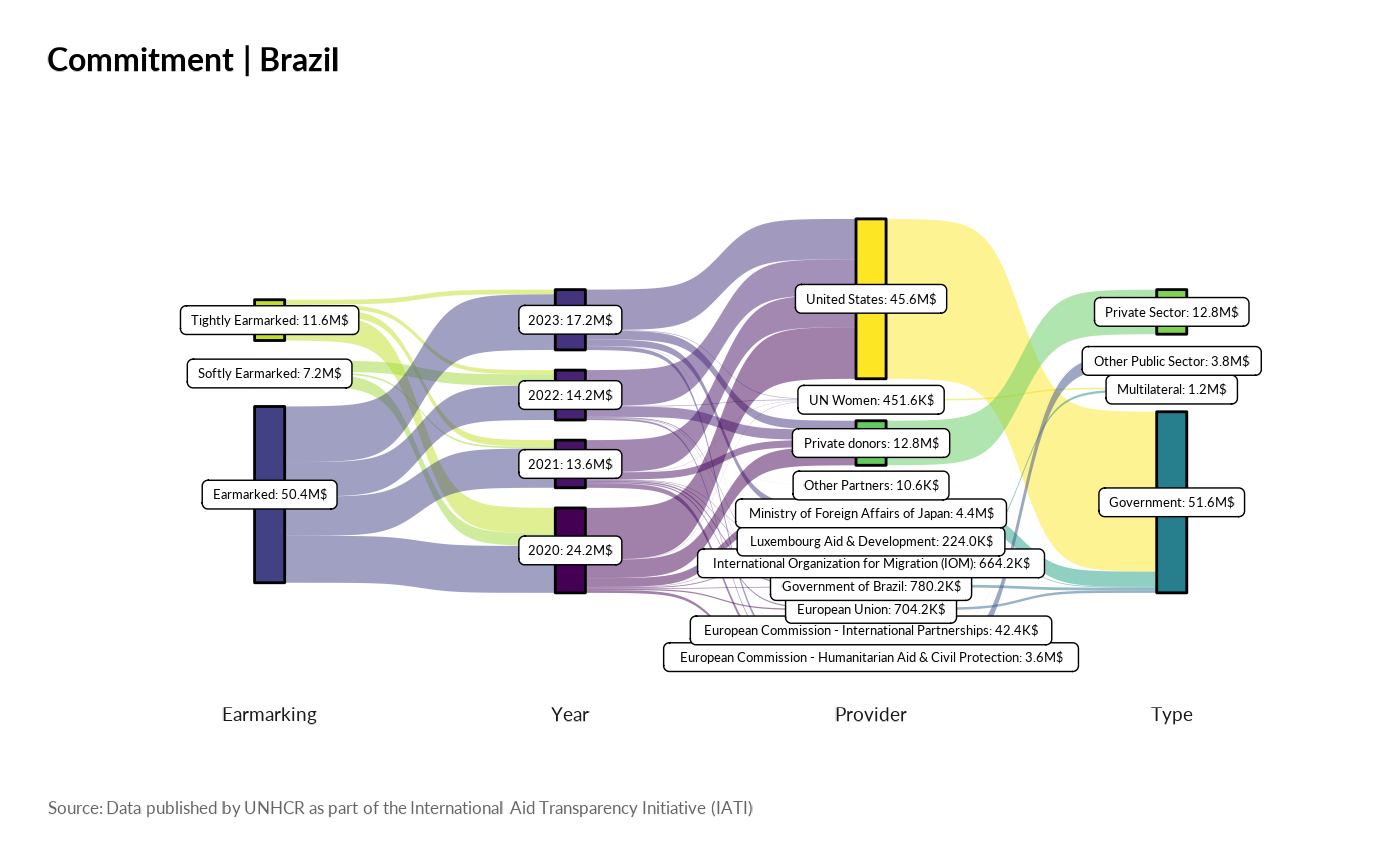 Commitment | Brazil
Tightly Earmarked: 11.6M$
Softly Earmarked: 7.2M$
Earmarked: 50.4M$
2023: 17.2M$
2022: 14.2M$
2021: 13.6M$
2020: 24.2M$
United States: 45.6M$
UN Women: 451.6K$
Private donors: 12.8M$
Other Partners: 10.6K$
Ministry of Foreign Affairs of Japan: 4.4M$
Luxembourg Aid & Development: 224.0K$
International Organization for Migration (IOM): 664.2K$
Government of Brazil: 780.2K$
European Union: 704.2K$
European Commission - International Partnerships: 42.4K$
European Commission - Humanitarian Aid & Civil Protection: 3.6M$
Private Sector: 12.8M$
Other Public Sector: 3.8M$
Multilateral: 1.2M$
Government: 51.6M$
Earmarking
Year
Provider
Type
Source: Data published by UNHCR as part of the International Aid Transparency Initiative (IATI)